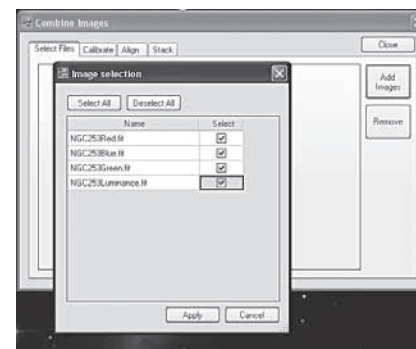 Combine Images
Select Files Calibrate Align Stack
Close
Add Images
Remove
Image selection
Select All Deselect All
Name Select
NGC253Red.fit
NGC253Blue.fit
NGC253Green.fit
NGC253Luminance.fit
Apply Cancel